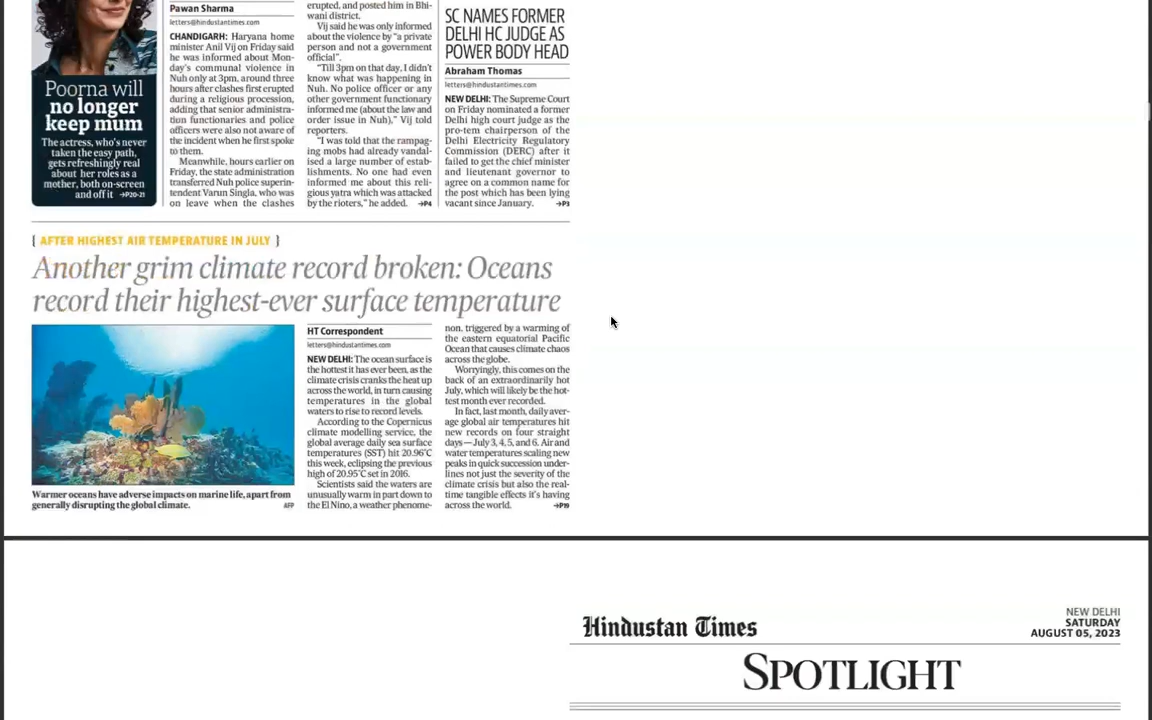 Poorna will
no longer
keep mum
The actress, who's never
taken the easy path,
gets refreshingly real
about her roles as a
mother, both on-screen
and off it →P20-21
Pawan Sharma
letters@hindustantimes.com
CHANDIGARH: Haryana home
minister Anil Vij on Friday said
he was informed about Mon-
day's communal violence in
Nuh only at 3pm, around three
hours after clashes first erupted
during a religious procession,
adding that senior administra-
tion functionaries and police
officers were also not aware of
the incident when he first spoke
to them.
Meanwhile, hours earlier on
Friday, the state administration
transferred Nuh police superin-
tendent Varun Singla, who was
on leave when the clashes
erupted, and posted him in Bhi-
wani district.
Vij said he was only informed
about the violence by "a private
person and not a government
official".
"Till 3pm on that day, I didn't
know what was happening in
Nuh. No police officer or any
other government functionary
informed me (about the law and
order issue in Nuh)," Vij told
reporters.
"I was told that the rampag-
ing mobs had already vandal-
ised a large number of estab-
lishments. No one had even
informed me about this reli-
gious yatra which was attacked
by the rioters," he added. →P4
SC NAMES FORMER
DELHI HC JUDGE AS
POWER BODY HEAD
Abraham Thomas
letters@hindustantimes.com
NEW DELHI: The Supreme Court
on Friday nominated a former
Delhi high court judge as the
pro-tem chairperson of the
Delhi Electricity Regulatory
Commission (DERC) after it
failed to get the chief minister
and lieutenant governor to
agree on a common name for
the post which has been lying
vacant since January. →P3
{ AFTER HIGHEST AIR TEMPERATURE IN JULY }
Another grim climate record broken: Oceans
record their highest-ever surface temperature
Warmer oceans have adverse impacts on marine life, apart from
generally disrupting the global climate. AFP
HT Correspondent
letters@hindustantimes.com
NEW DELHI: The ocean surface is
the hottest it has ever been, as the
climate crisis cranks the heat up
across the world, in turn causing
temperatures in the global
waters to rise to record levels.
According to the Copernicus
climate modelling service, the
global average daily sea surface
temperatures (SST) hit 20.96°C
this week, eclipsing the previous
high of 20.95°C set in 2016.
Scientists said the waters are
unusually warm in part down to
the El Nino, a weather phenome-
non, triggered by a warming of
the eastern equatorial Pacific
Ocean that causes climate chaos
across the globe.
Worryingly, this comes on the
back of an extraordinarily hot
July, which will likely be the hot-
test month ever recorded.
In fact, last month, daily aver-
age global air temperatures hit
new records on four straight
days — July 3, 4, 5, and 6. Air and
water temperatures scaling new
peaks in quick succession under-
lines not just the severity of the
climate crisis but also the real-
time tangible effects it's having
across the world. →P19
Hindustan Times
NEW DELHI
SATURDAY
AUGUST 05, 2023
SPOTLIGHT